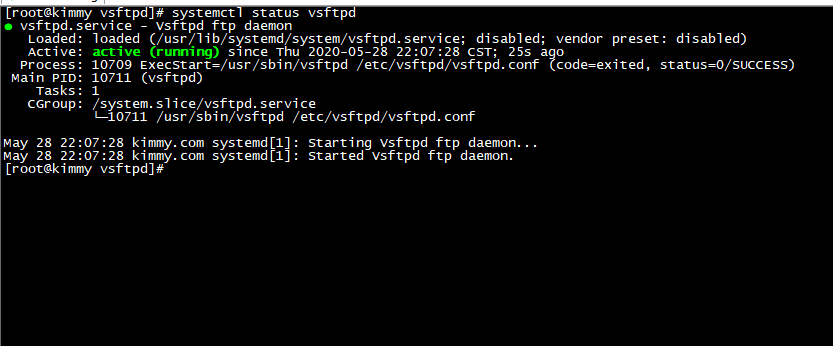 [root@kimmy vsftpd]# systemctl status vsftpd
● vsftpd.service - Vsftpd ftp daemon
   Loaded: loaded (/usr/lib/systemd/system/vsftpd.service; disabled; vendor preset: disabled)
   Active: active (running) since Thu 2020-05-28 22:07:28 CST; 25s ago
  Process: 10709 ExecStart=/usr/sbin/vsftpd /etc/vsftpd/vsftpd.conf (code=exited, status=0/SUCCESS)
 Main PID: 10711 (vsftpd)
    Tasks: 1
   CGroup: /system.slice/vsftpd.service
           └─10711 /usr/sbin/vsftpd /etc/vsftpd/vsftpd.conf
May 28 22:07:28 kimmy.com systemd[1]: Starting Vsftpd ftp daemon...
May 28 22:07:28 kimmy.com systemd[1]: Started Vsftpd ftp daemon.
[root@kimmy vsftpd]#